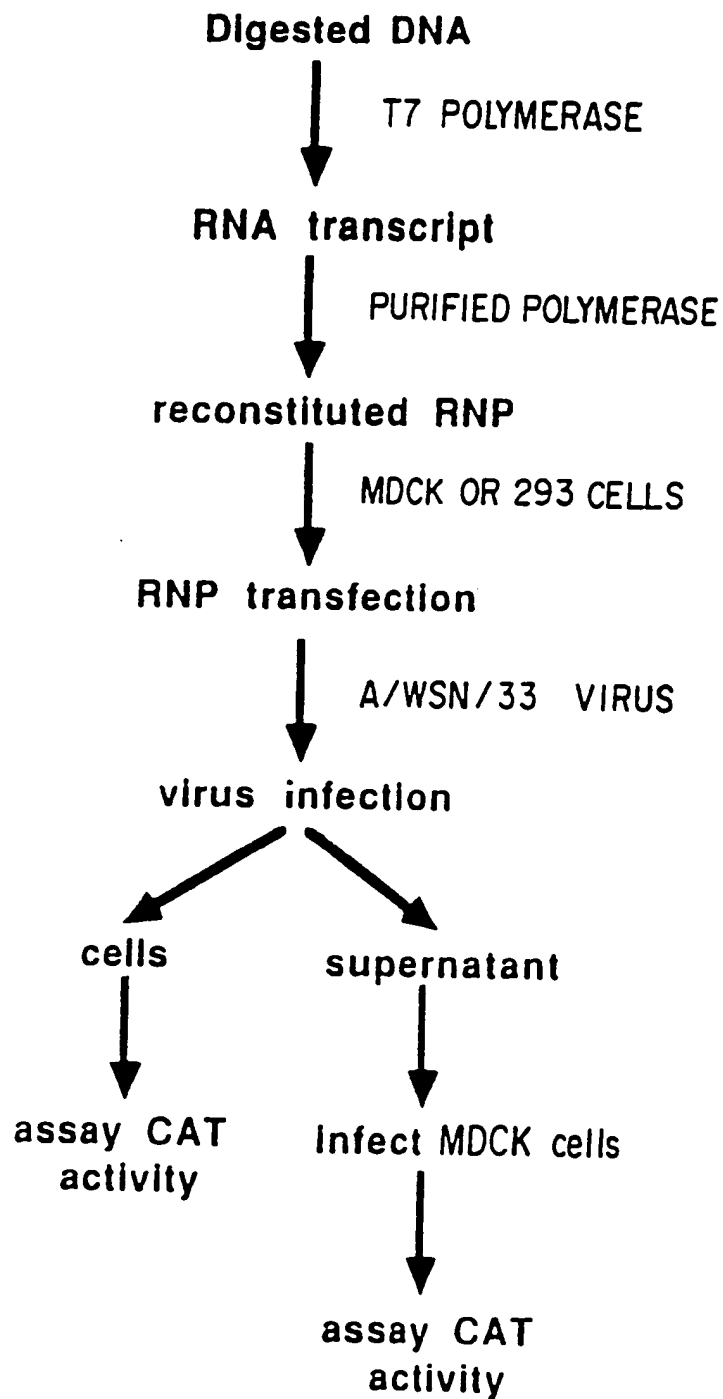 Digested DNA
T7 POLYMERASE
RNA transcript
PURIFIED POLYMERASE
reconstituted RNP
MDCK OR 293 CELLS
RNP transfection
A/WSN/33 VIRUS
virus infection
cells
supernatant
assay CAT
activity
infect MDCK cells
assay CAT
activity